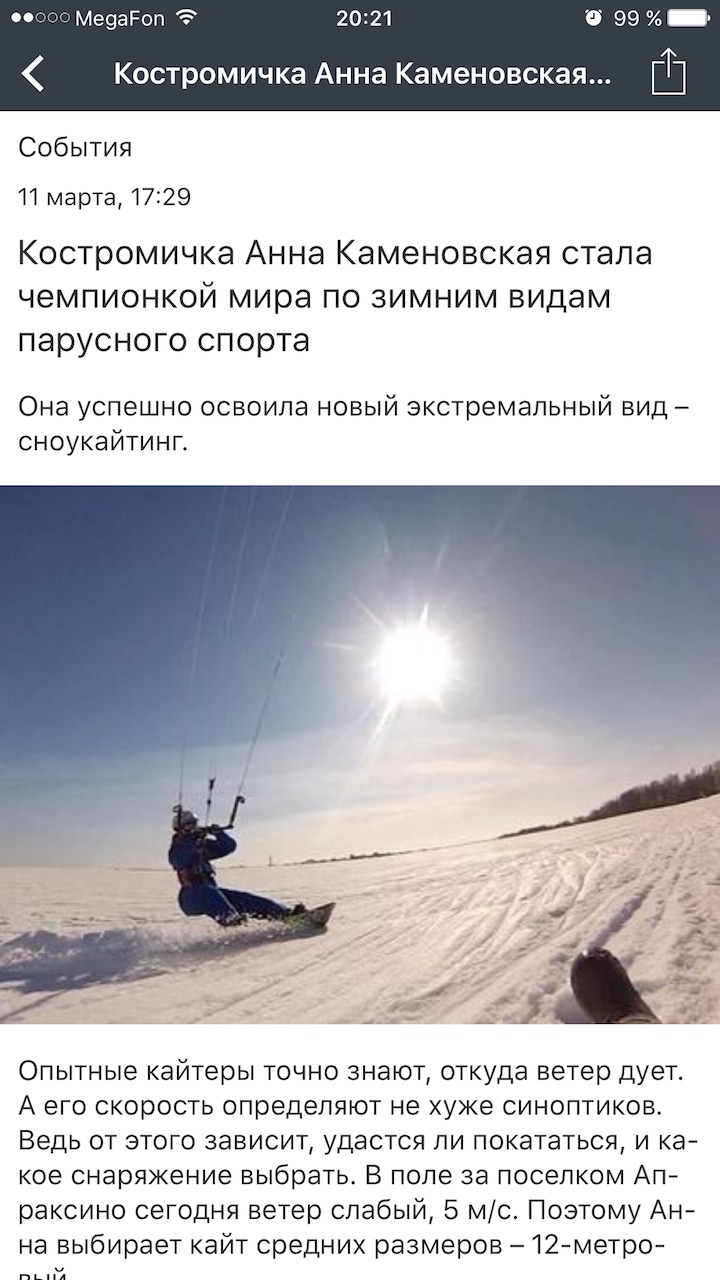 MegaFon 20:21 99 %
Костромичка Анна Каменовская...
События
11 марта, 17:29
Костромичка Анна Каменовская стала
чемпионкой мира по зимним видам
парусного спорта
Она успешно освоила новый экстремальный вид –
сноукайтинг.
Опытные кайтеры точно знают, откуда ветер дует.
А его скорость определяют не хуже синоптиков.
Ведь от этого зависит, удастся ли покататься, и ка-
кое снаряжение выбрать. В поле за поселком Ап-
раксино сегодня ветер слабый, 5 м/с. Поэтому Ан-
на выбирает кайт средних размеров – 12-метро-
вый